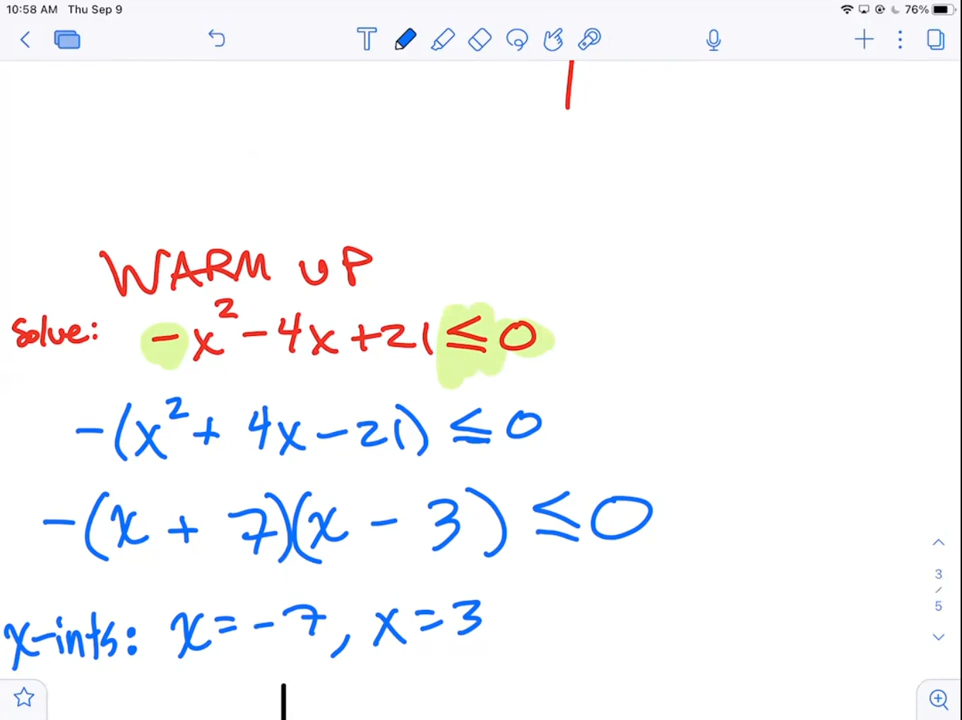 10:58 AM Thu Sep 9 76%
T
WARM UP
Solve: -x² - 4x + 21 ≤ 0
-(x² + 4x - 21) ≤ 0
-(x + 7)(x - 3) ≤ 0
x-ints: x = -7, x = 3
3
/
5